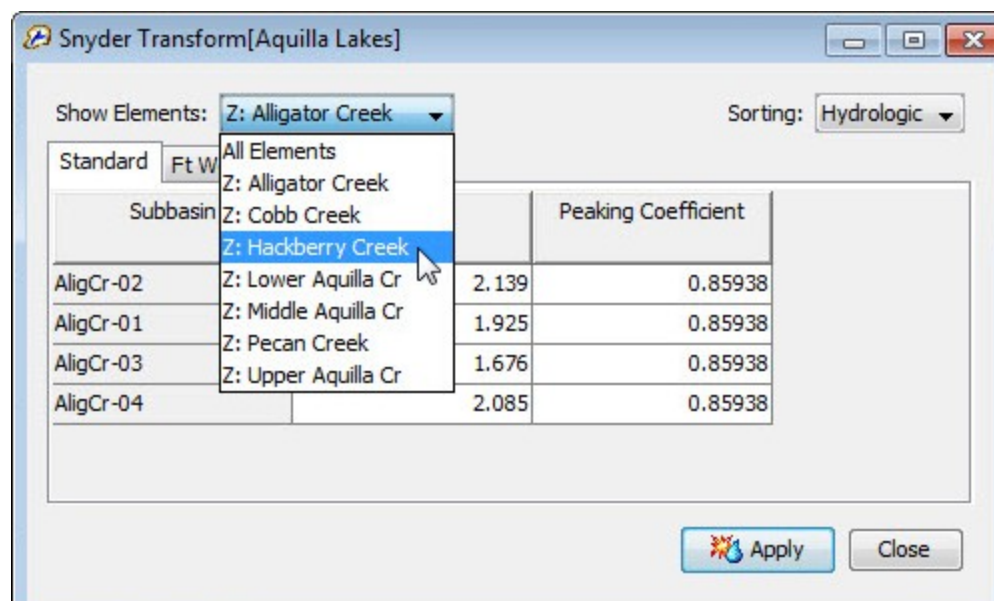 Snyder Transform[Aquilla Lakes]
Show Elements: Z: Alligator Creek Sorting: Hydrologic
All Elements
Z: Alligator Creek
Z: Cobb Creek
Z: Hackberry Creek
Z: Lower Aquilla Cr
Z: Middle Aquilla Cr
Z: Pecan Creek
Z: Upper Aquilla Cr
Standard Ft W
Subbasin Peaking Coefficient
AligCr-02 2.139 0.85938
AligCr-01 1.925 0.85938
AligCr-03 1.676 0.85938
AligCr-04 2.085 0.85938
Apply Close